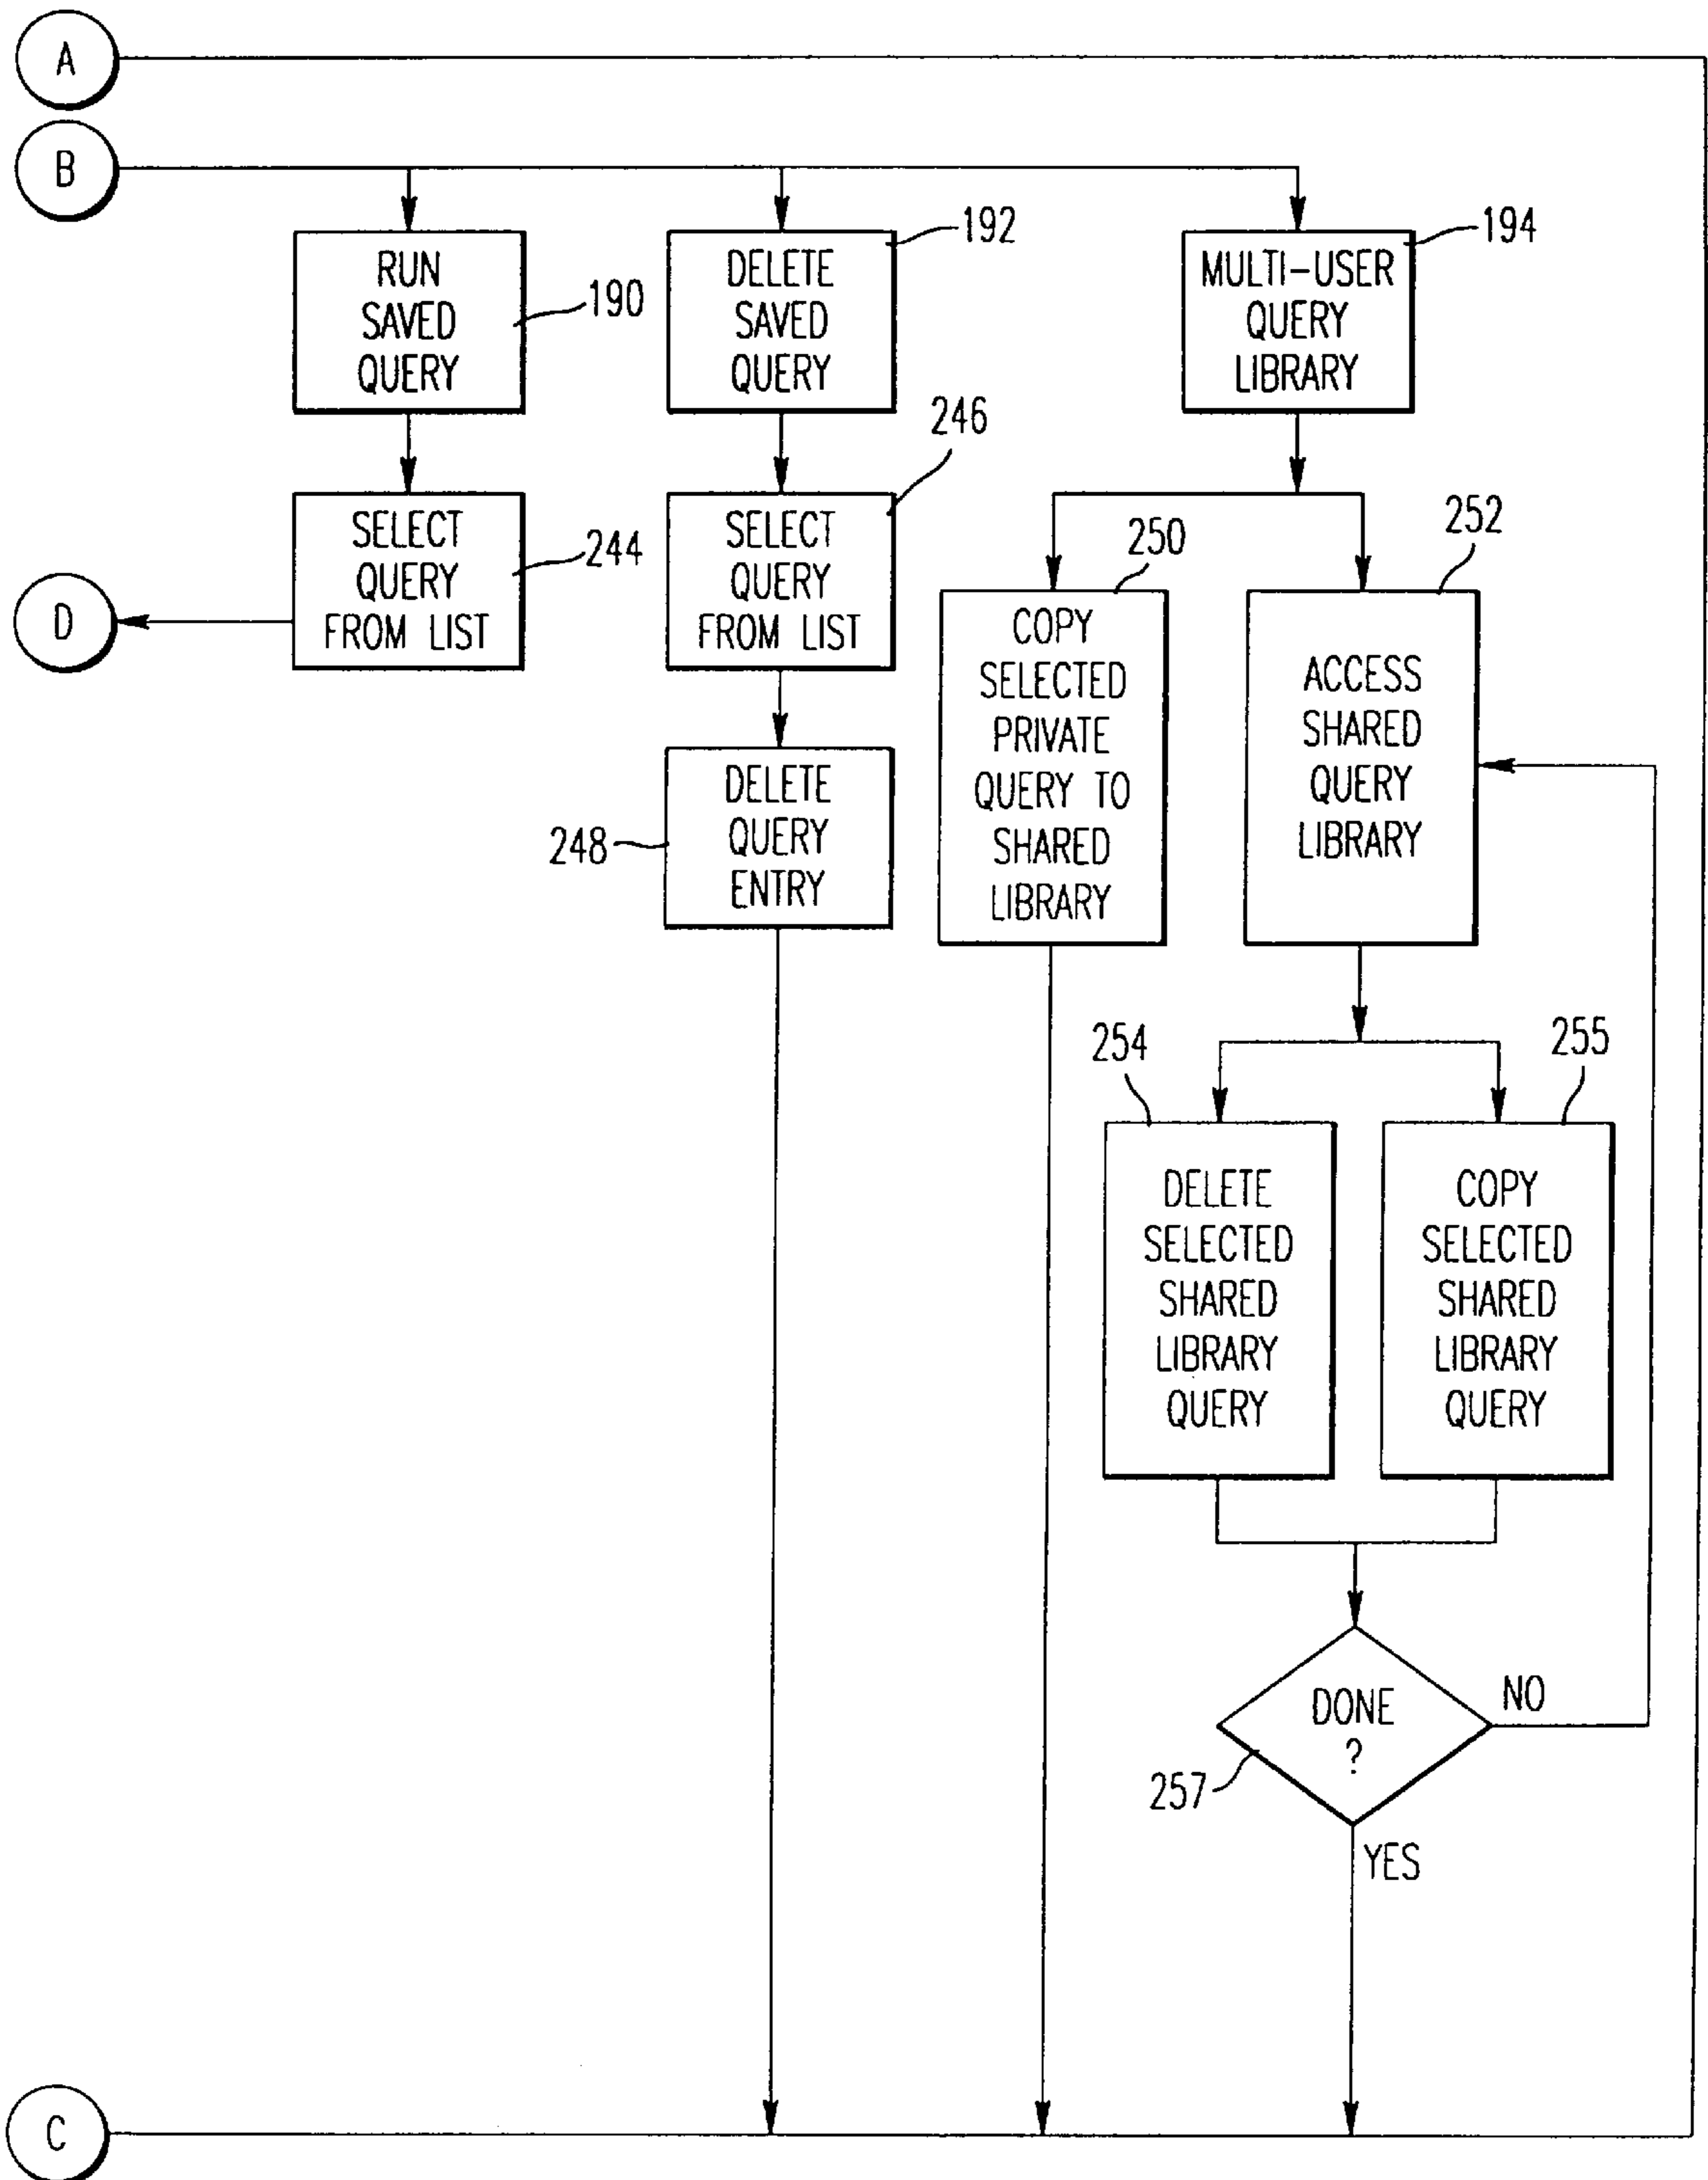 A
B
192
194
RUN
SAVED
QUERY
190
DELETE
SAVED
QUERY
MULTI-USER
QUERY
LIBRARY
246
SELECT
QUERY
FROM LIST
244
SELECT
QUERY
FROM LIST
250
252
D
COPY
SELECTED
PRIVATE
QUERY TO
SHARED
LIBRARY
ACCESS
SHARED
QUERY
LIBRARY
248
DELETE
QUERY
ENTRY
254
255
DELETE
SELECTED
SHARED
LIBRARY
QUERY
COPY
SELECTED
SHARED
LIBRARY
QUERY
DONE
?
NO
257
YES
C